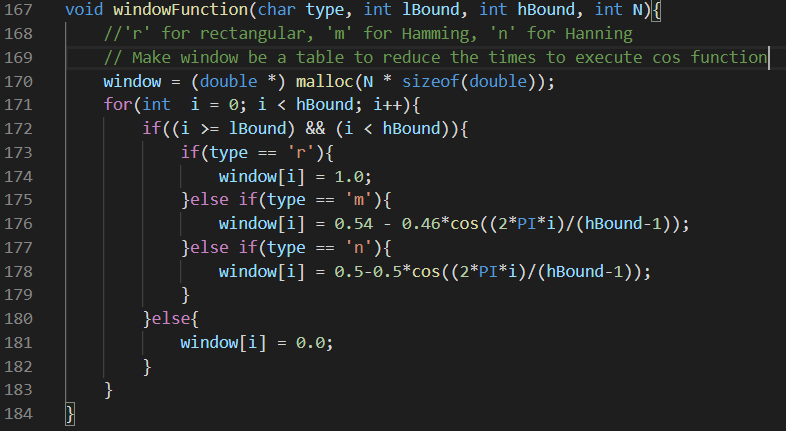 167 void windowFunction(char type, int lBound, int hBound, int N){
168     //'r' for rectangular, 'm' for Hamming, 'n' for Hanning
169     // Make window be a table to reduce the times to execute cos function
170     window = (double *) malloc(N * sizeof(double));
171     for(int  i = 0; i < hBound; i++){
172         if((i >= lBound) && (i < hBound)){
173             if(type == 'r'){
174                 window[i] = 1.0;
175             }else if(type == 'm'){
176                 window[i] = 0.54 - 0.46*cos((2*PI*i)/(hBound-1));
177             }else if(type == 'n'){
178                 window[i] = 0.5-0.5*cos((2*PI*i)/(hBound-1));
179             }
180         }else{
181             window[i] = 0.0;
182         }
183     }
184 }